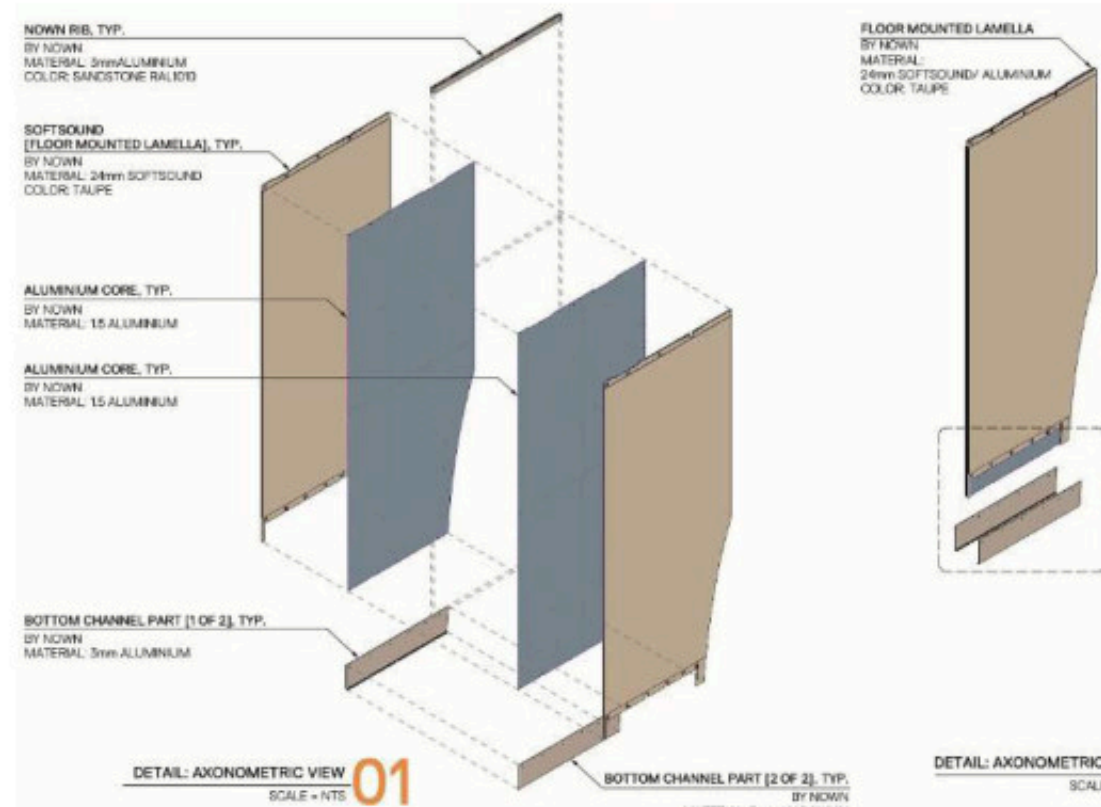 NOWN RIB, TYP.
BY NOWN
MATERIAL: 3mmALUMINIUM
COLOR: SANDSTONE RAL1019
SOFTSOUND
[FLOOR MOUNTED LAMELLA], TYP.
BY NOWN
MATERIAL: 24mm SOFTSOUND
COLOR: TAUPE
ALUMINIUM CORE, TYP.
BY NOWN
MATERIAL: 1.5 ALUMINIUM
ALUMINIUM CORE, TYP.
BY NOWN
MATERIAL: 1.5 ALUMINIUM
BOTTOM CHANNEL PART [1 OF 2], TYP.
BY NOWN
MATERIAL: 3mm ALUMINIUM
DETAIL: AXONOMETRIC VIEW
SCALE = NTS
01
BOTTOM CHANNEL PART [2 OF 2], TYP.
BY NOWN
FLOOR MOUNTED LAMELLA
BY NOWN
MATERIAL:
24mm SOFTSOUND/ ALUMINIUM
COLOR: TAUPE
DETAIL: AXONOMETRIC